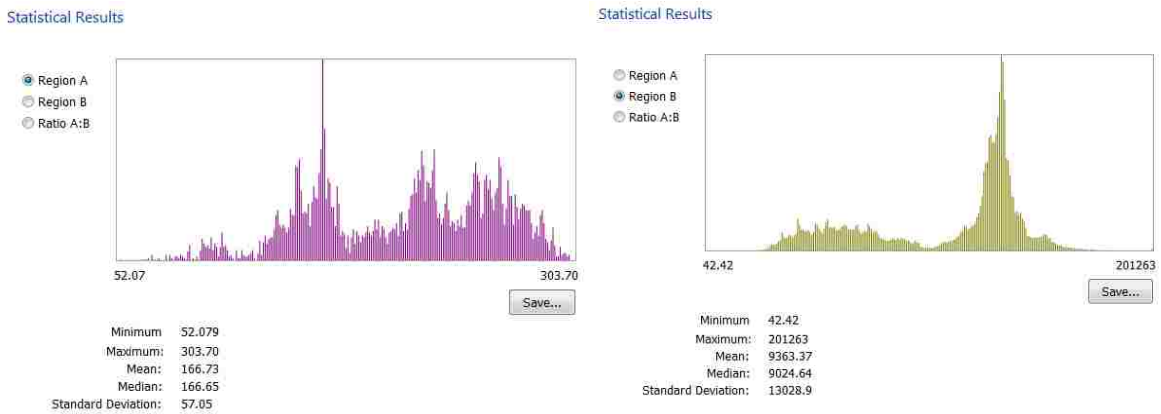 Statistical Results
Region A
Region B
Ratio A:B
52.07
303.70
Save...
Minimum 52.079
Maximum: 303.70
Mean: 166.73
Median: 166.65
Standard Deviation: 57.05
Statistical Results
Region A
Region B
Ratio A:B
42.42
201263
Save...
Minimum 42.42
Maximum: 201263
Mean: 9363.37
Median: 9024.64
Standard Deviation: 13028.9